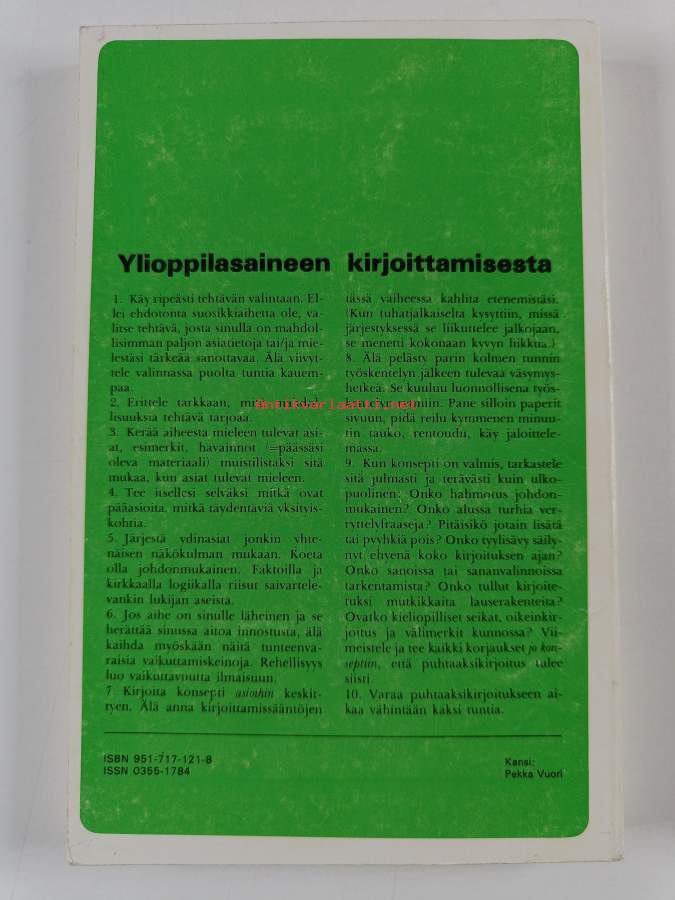 Ylioppilasaineen kirjoittamisesta
1. Käy ripeästi tehtävän valintaan. El-
lei ehdotonta suosikkiaihetta ole, va-
litse tehtävä, josta sinulla on mahdol-
lisimman paljon asiatietoja tai/ja mie-
lestäsi tärkeää sanottavaa. Älä viivyt-
tele valinnassa puolta tuntia kauem-
paa.
2. Erittele tarkkaan, mitä mahdol-
lisuuksia tehtävä tarjoaa.
3. Kerää aiheesta mieleen tulevat asi-
at, esimerkit, havainnot (=päässäsi
oleva materiaali) muistilistaksi sitä
mukaa, kun asiat tulevat mieleen.
4. Tee itsellesi selväksi mitkä ovat
pääasioita, mitkä täydentäviä yksityis-
kohtia.
5. Järjestä ydinasiat jonkin yhte-
näisen näkökulman mukaan. Koeta
olla johdonmukainen. Faktoilla ja
kirkkaalla logiikalla riisut saivartele-
vankin lukijan aseista.
6. Jos aihe on sinulle läheinen ja se
herättää sinussa aitoa innostusta, älä
kaihda myöskään näitä tunteenva-
raisia vaikuttamiskeinoja. Rehellisyys
luo vaikuttavuutta ilmaisuun.
7. Kirjoita konsepti asioihin keskit-
tyen. Älä anna kirjoittamissääntöjen
tässä vaiheessa kahlita etenemistäsi.
(Kun tuhatjalkaiselta kysyttiin, missä
järjestyksessä se liikuttelee jalkojaan,
se menetti kokonaan kyvyn liikkua.)
8. Älä pelästy parin kolmen tunnin
työskentelyn jälkeen tulevaa väsymys-
hetkeä. Se kuuluu luonnollisena työs-
kentelyrytmiin. Pane silloin paperit
sivuun, pidä reilu kymmenen minuu-
tin tauko, rentoudu, käy jaloittele-
massa.
9. Kun konsepti on valmis, tarkastele
sitä julmasti ja terävästi kuin ulko-
puolinen: Onko hahmotus johdon-
mukainen? Onko alussa turhia ver-
ryttelyfraaseja? Pitäisikö jotain lisätä
tai pyyhkiä pois? Onko tyylisävy säily-
nyt ehyenä koko kirjoituksen ajan?
Onko sanoissa tai sananvalinnoissa
tarkentamista? Onko tullut kirjoite-
tuksi mutkikkaita lauserakenteita?
Ovatko kieliopilliset seikat, oikeinkir-
joitus ja välimerkit kunnossa? Vii-
meistele ja tee kaikki korjaukset jo kon-
septiin, että puhtaaksikirjoitus tulee
siisti.
10. Varaa puhtaaksikirjoitukseen ai-
kaa vähintään kaksi tuntia.
Antikvariaatti.net
ISBN 951-717-121-8
ISSN 0355-1784
Kansi:
Pekka Vuori